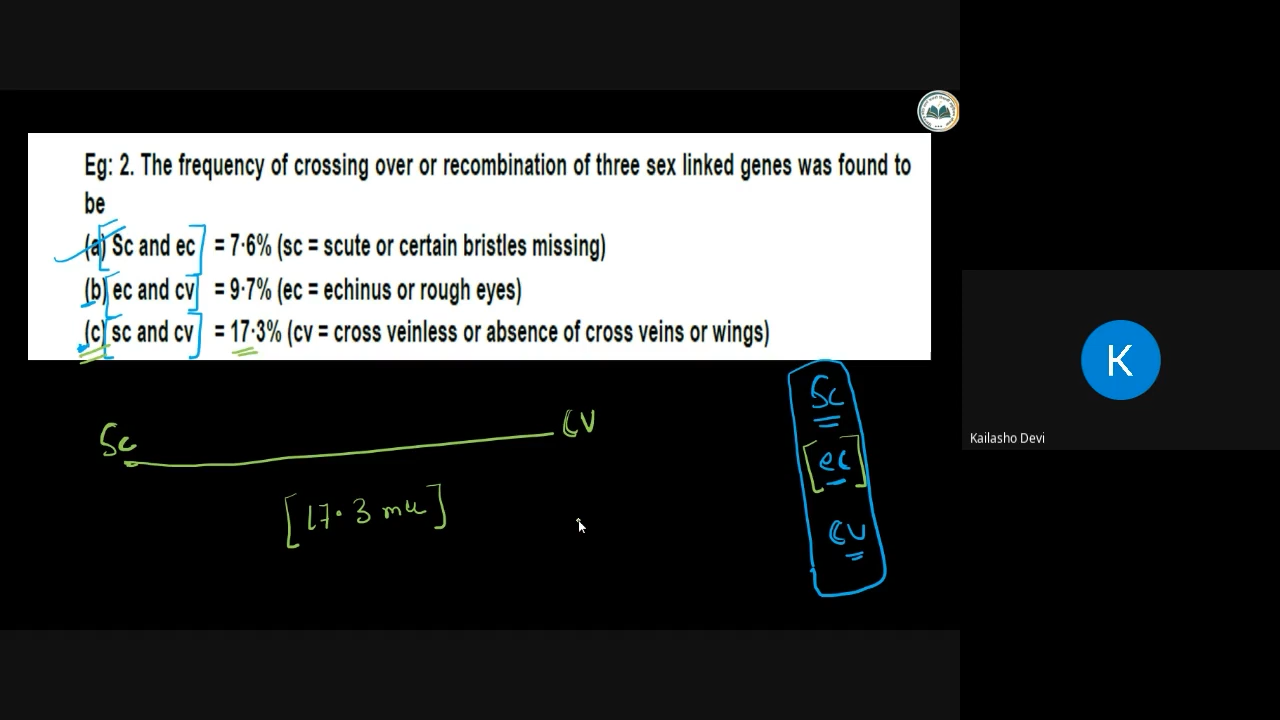 Eg: 2. The frequency of crossing over or recombination of three sex linked genes was found to
be
(a) Sc and ec = 7·6% (sc = scute or certain bristles missing)
(b) ec and cv = 9·7% (ec = echinus or rough eyes)
(c) sc and cv = 17·3% (cv = cross veinless or absence of cross veins or wings)
Sc
ec
cv
Sc cv
[17.3 mu]
K
Kailasho Devi